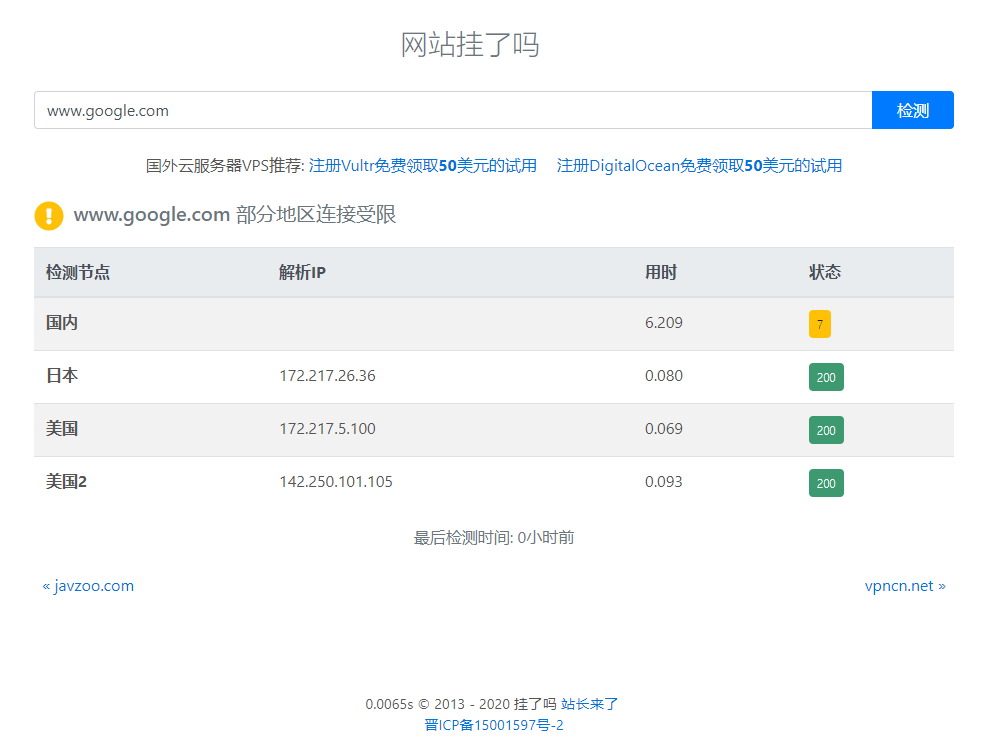 网站挂了吗
www.google.com 检测
国外云服务器VPS推荐: 注册Vultr免费领取50美元的试用 注册DigitalOcean免费领取50美元的试用
www.google.com 部分地区连接受限
检测节点 解析IP 用时 状态
国内 6.209 7
日本 172.217.26.36 0.080 200
美国 172.217.5.100 0.069 200
美国2 142.250.101.105 0.093 200
最后检测时间: 0小时前
« javzoo.com vpncn.net »
0.0065s © 2013 - 2020 挂了吗 站长来了
晋ICP备15001597号-2